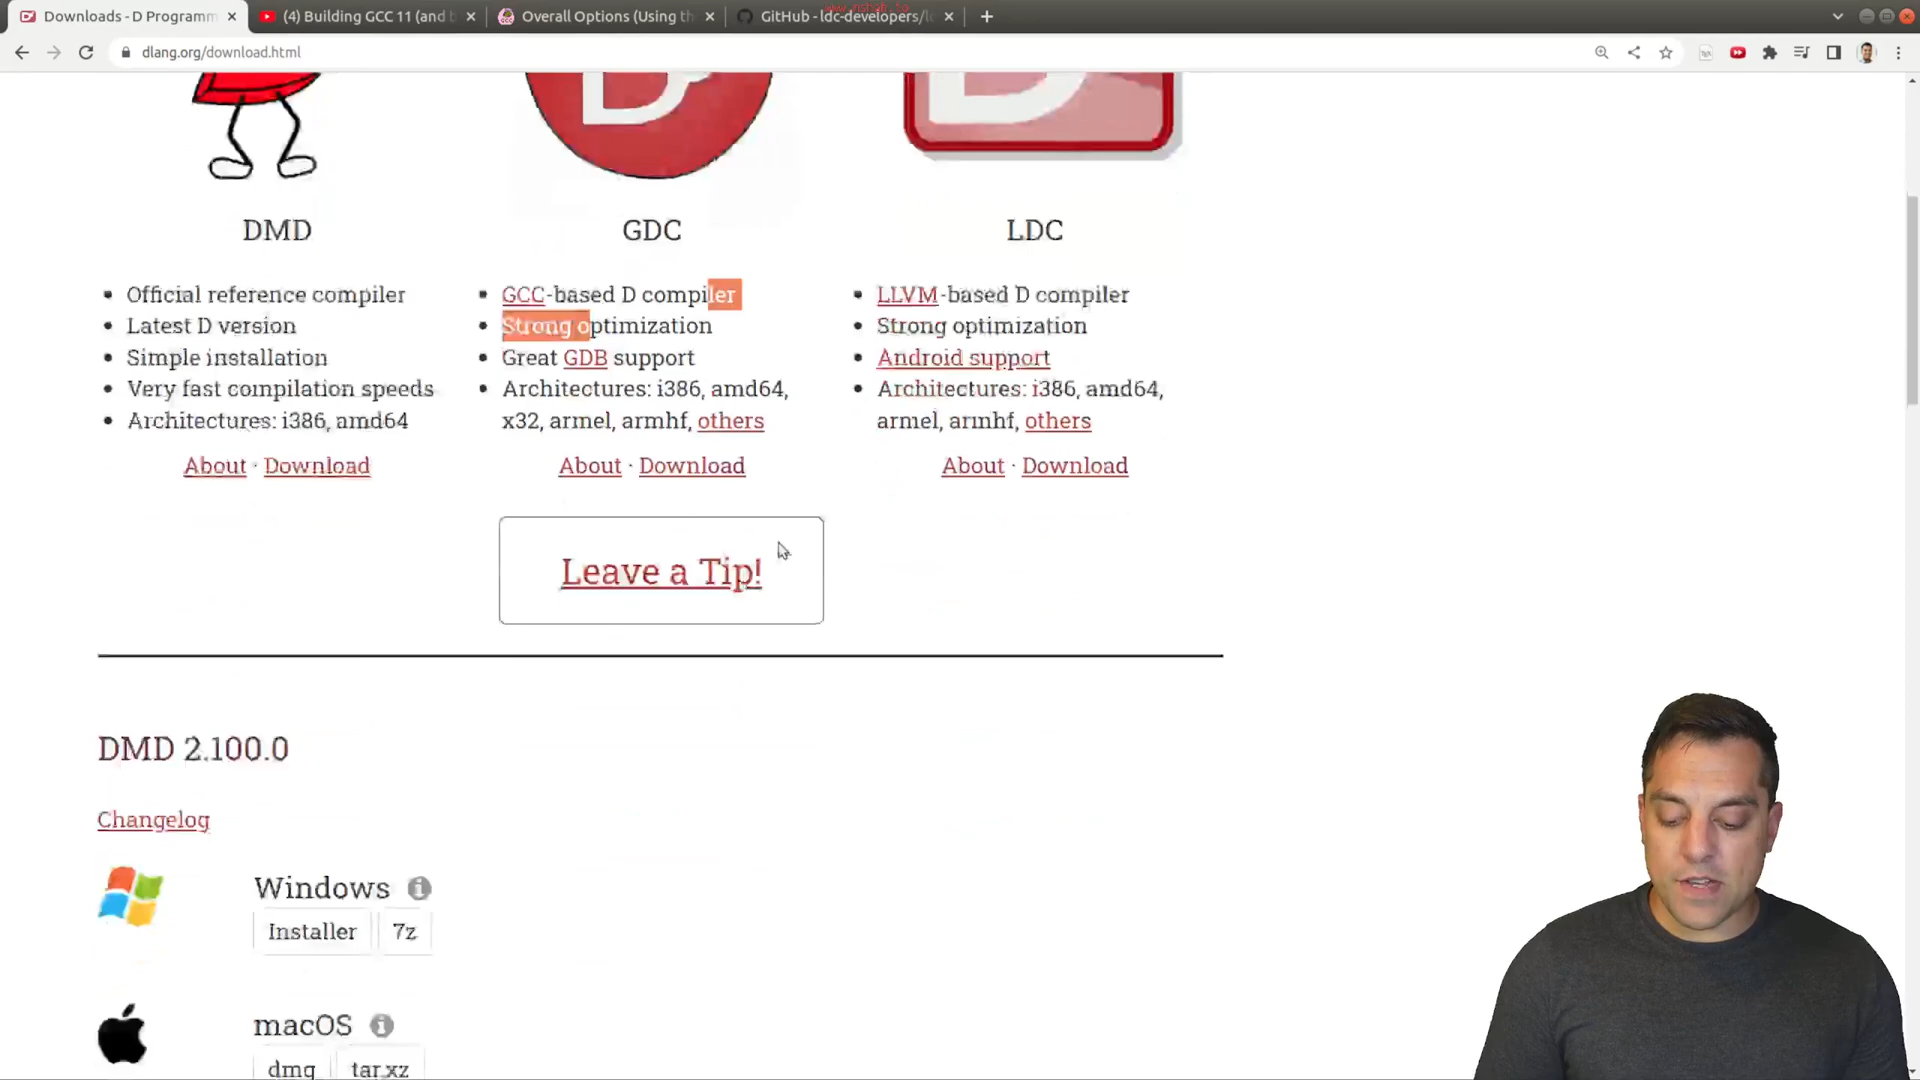 Downloads - D Programm
(4) Building GCC 11 (and b
Overall Options (Using th
GitHub - ldc-developers/l
dlang.org/download.html
DMD
GDC
LDC
Official reference compiler
Latest D version
Simple installation
Very fast compilation speeds
Architectures: i386, amd64
About · Download
GCC-based D compiler
Strong optimization
Great GDB support
Architectures: i386, amd64,
x32, armel, armhf, others
About · Download
LLVM-based D compiler
Strong optimization
Android support
Architectures: i386, amd64,
armel, armhf, others
About · Download
Leave a Tip!
DMD 2.100.0
Changelog
Windows
Installer
7z
macOS
dmg
tar.xz